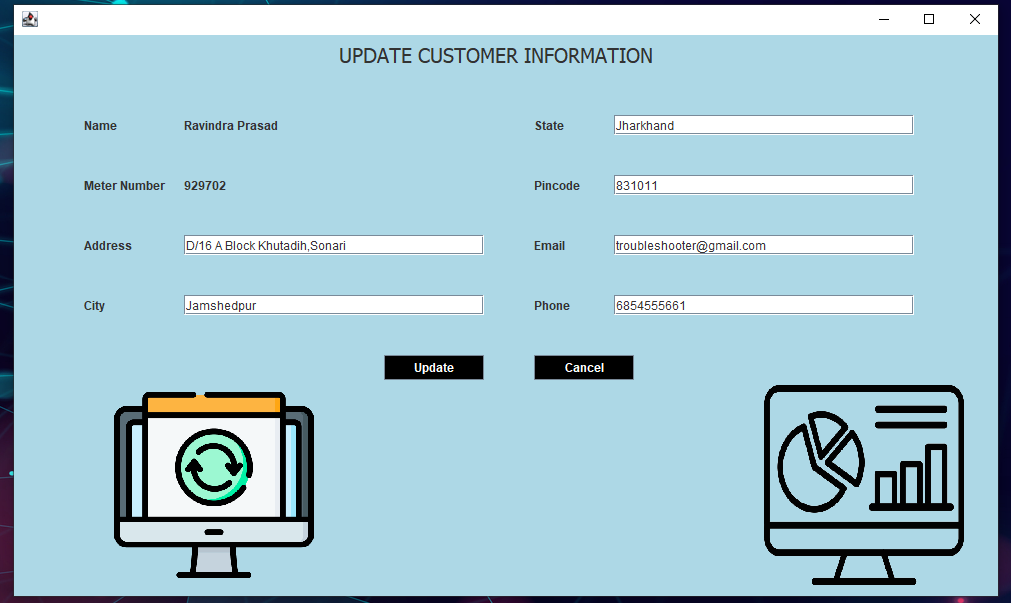 UPDATE CUSTOMER INFORMATION
Name Ravindra Prasad State Jharkhand
Meter Number 929702 Pincode 831011
Address D/16 A Block Khutadih,Sonari Email troubleshooter@gmail.com
City Jamshedpur Phone 6854555661
Update Cancel